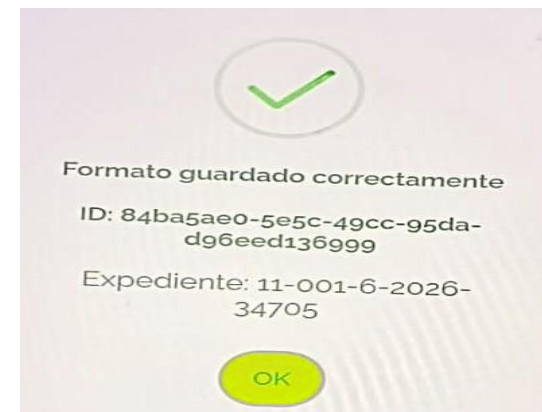 Formato guardado correctamente
ID: 84ba5ae0-5e5c-49cc-95da-
d96eed136999
Expediente: 11-001-6-2026-
34705
OK